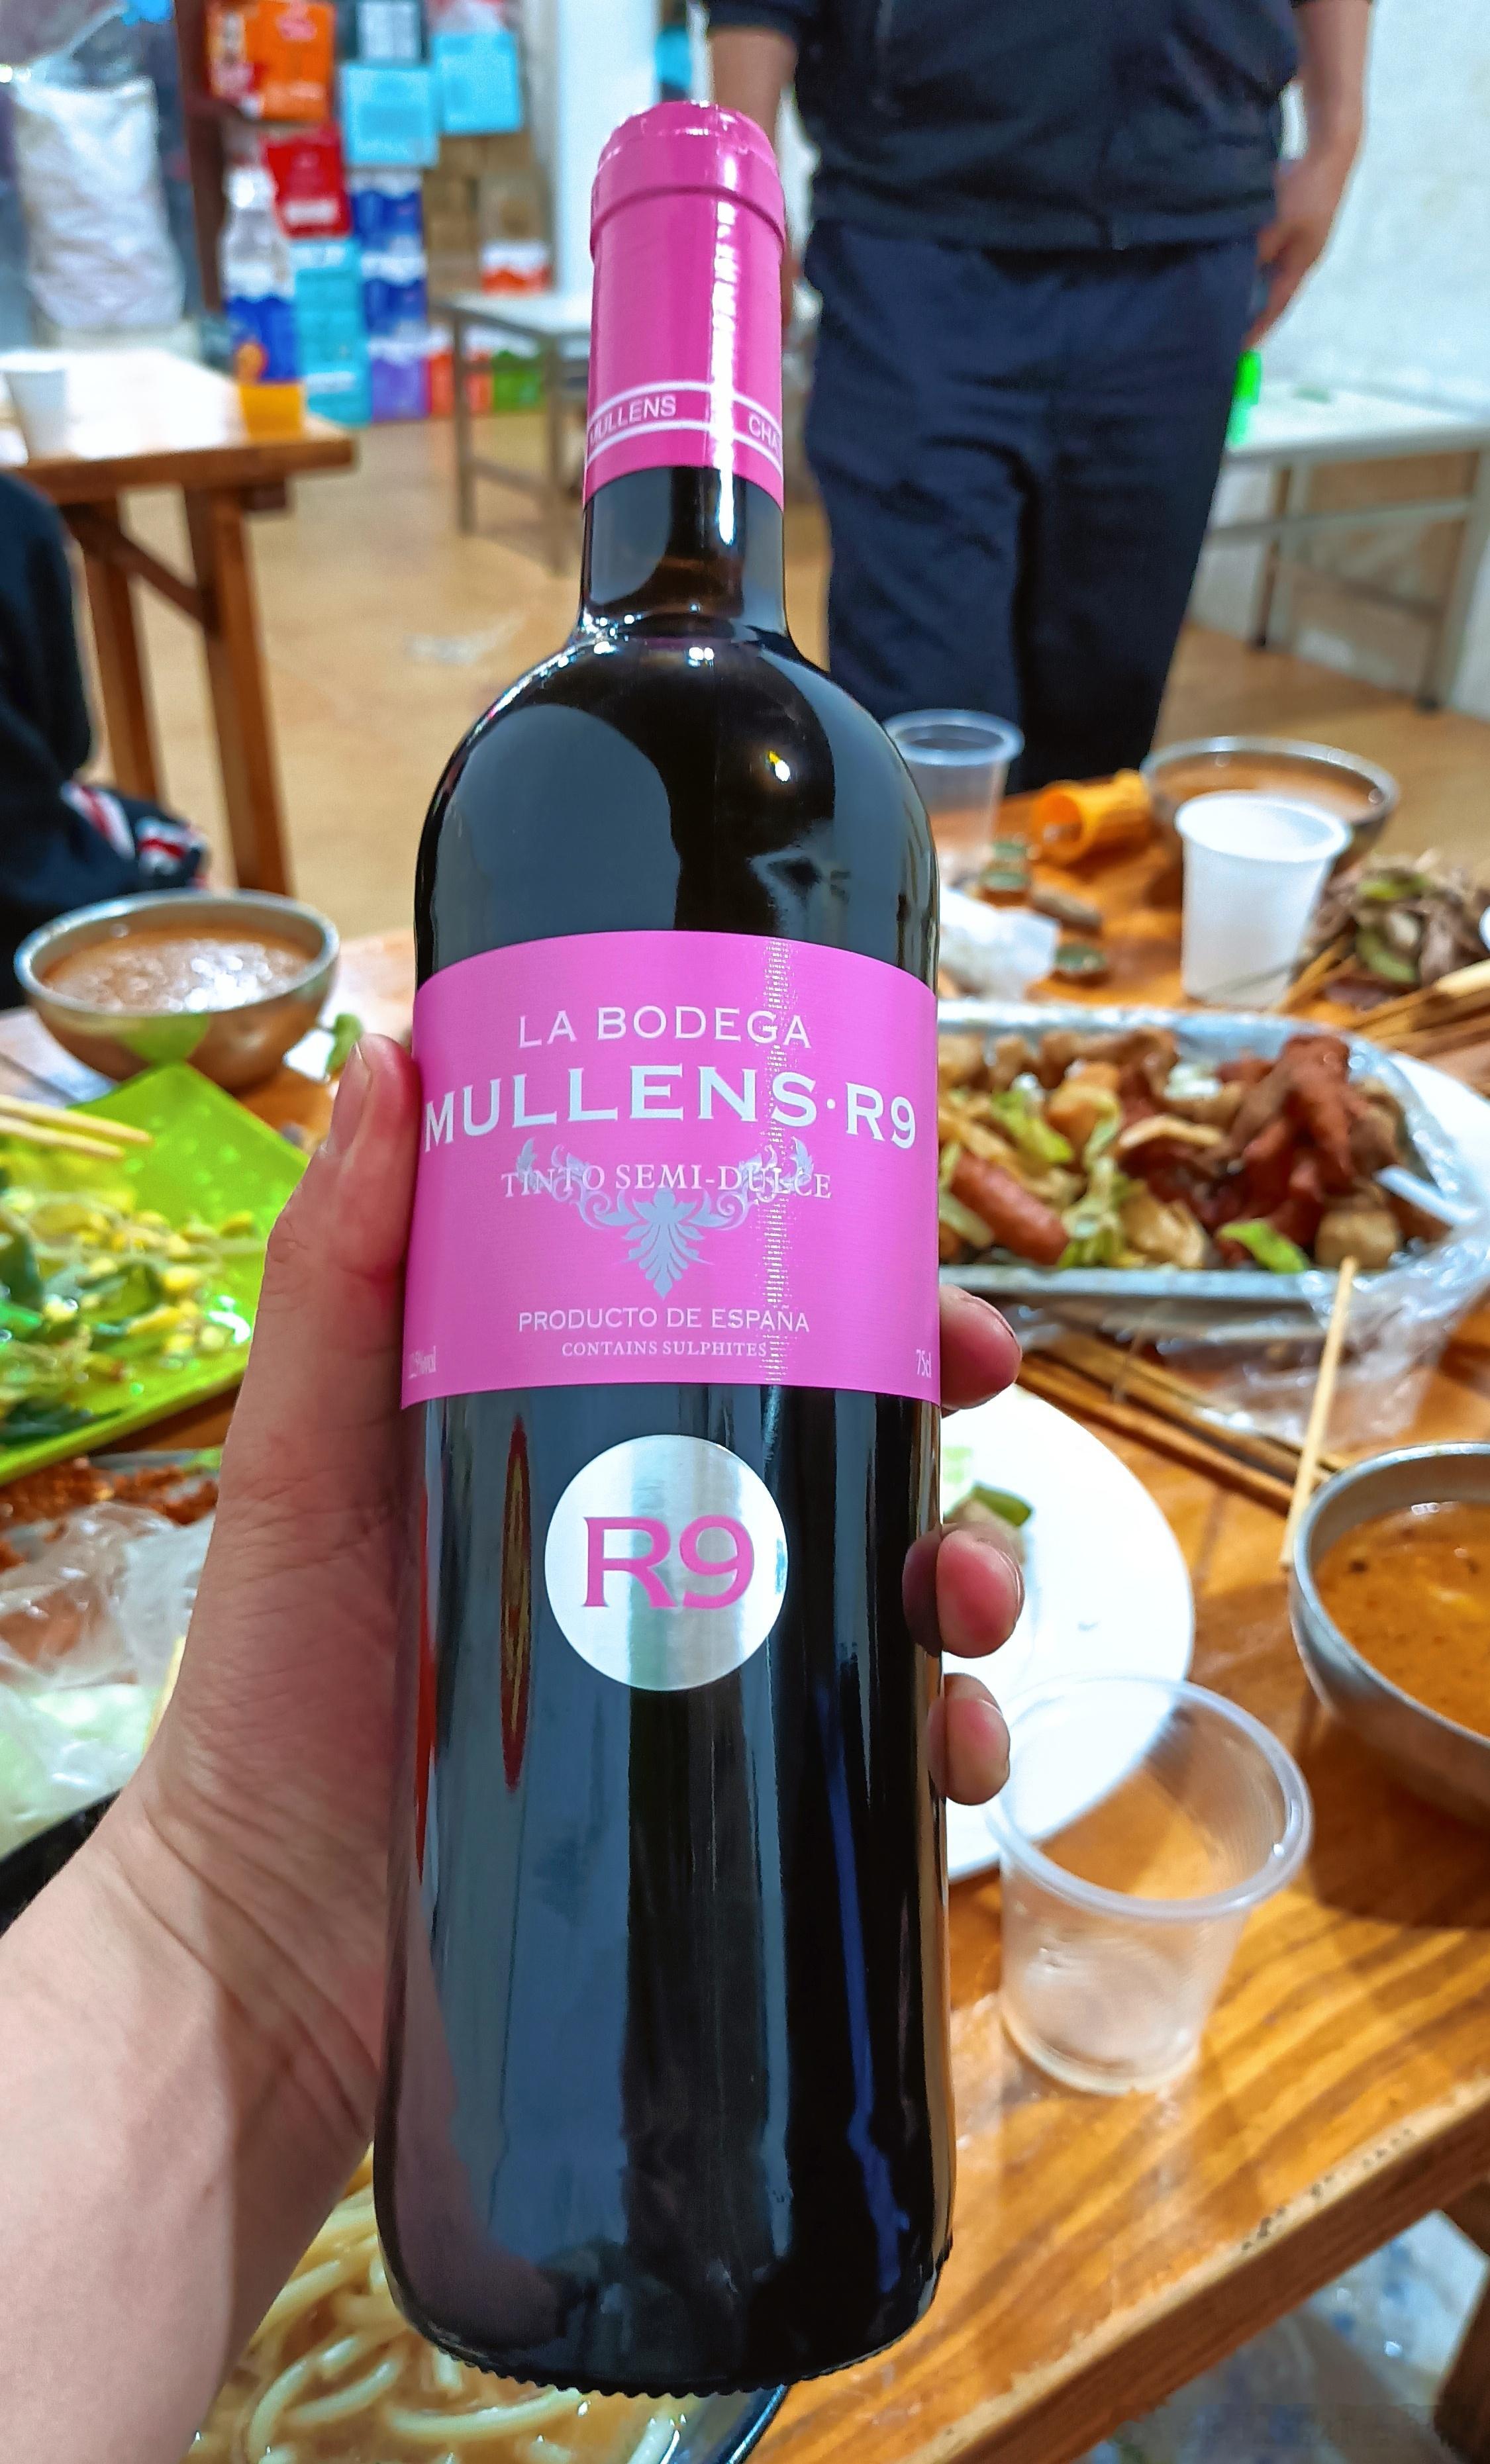 MULLENS
LA BODEGA
MULLENS·R9
TINTO SEMI-DULCE
PRODUCTO DE ESPAÑA
CONTAINS SULPHITES
75cl
R9